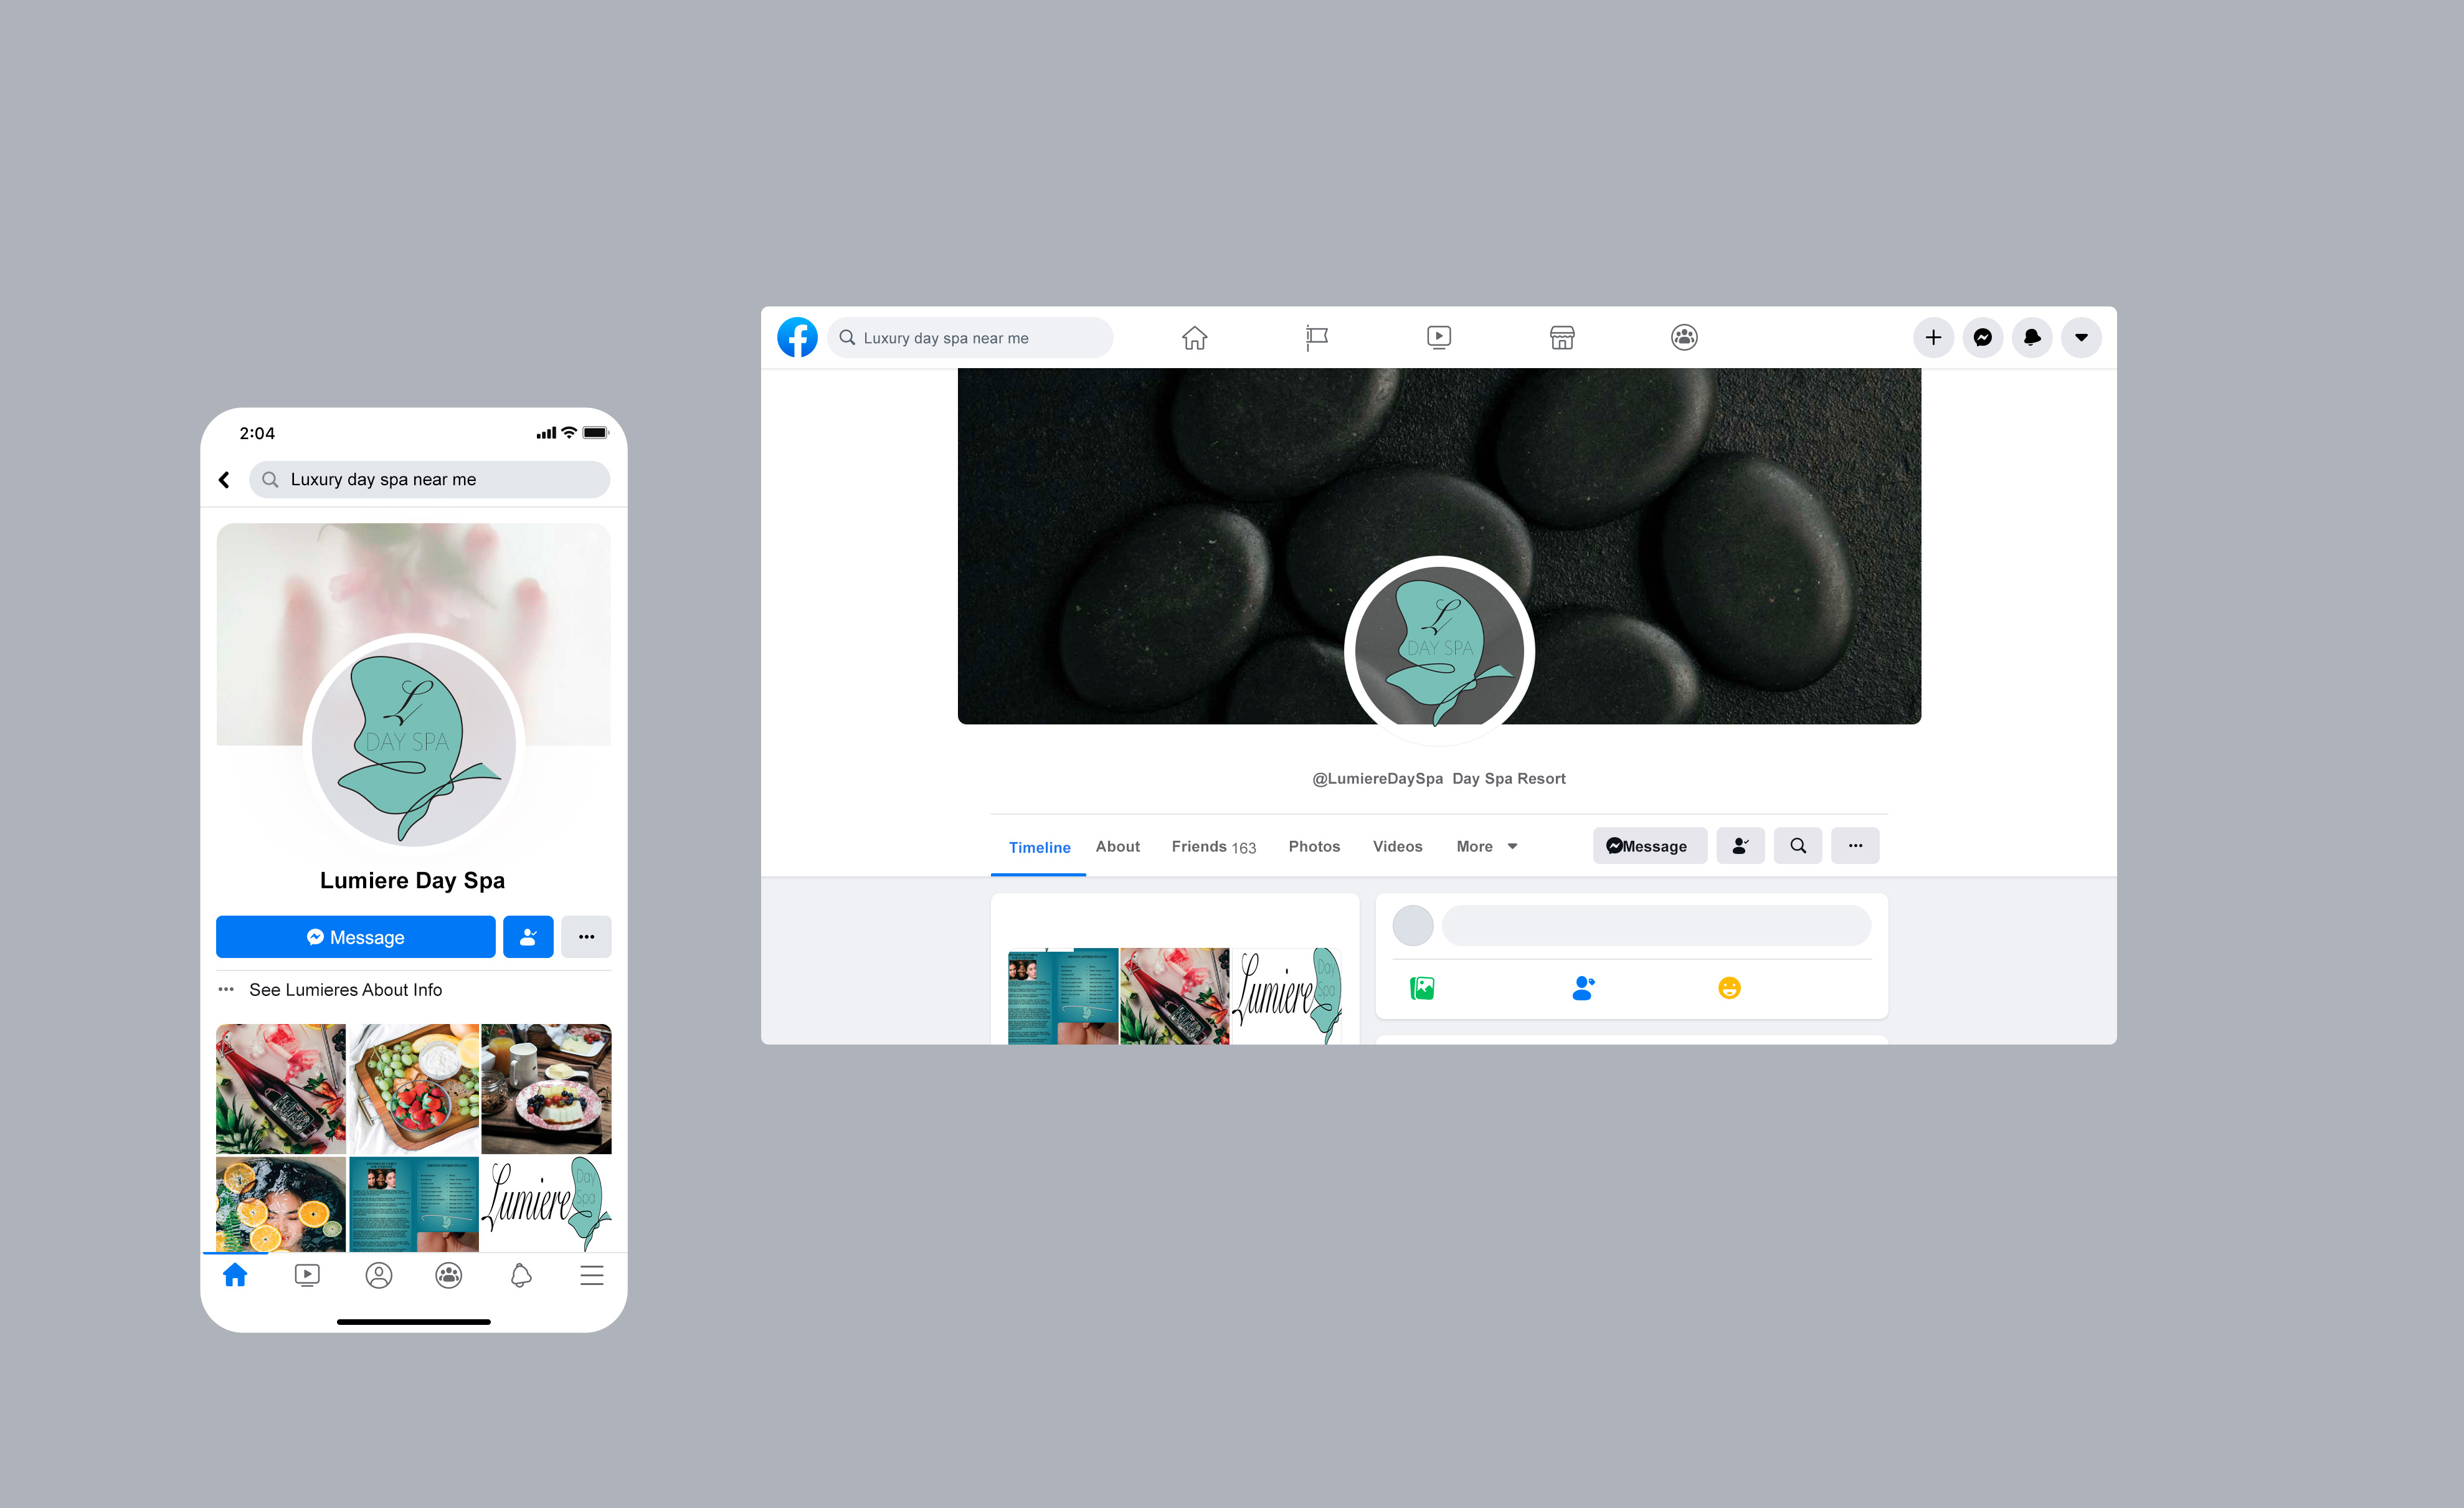 2:04
Luxury day spa near me
L
DAY SPA
Lumiere Day Spa
Message
See Lumieres About Info
Lumiere
Day
Spa
Luxury day spa near me
L
DAY SPA
@LumiereDaySpa Day Spa Resort
Timeline
About
Friends 163
Photos
Videos
More
Message
Lumiere
Day
Spa